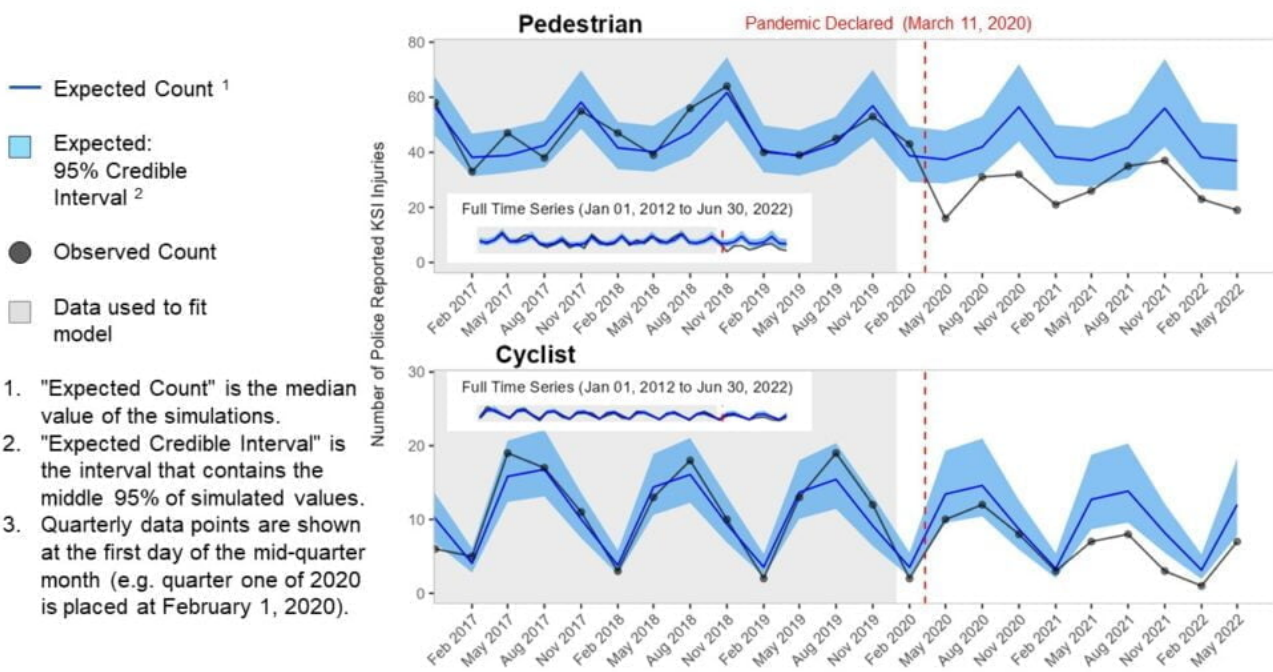 Expected Count 1
Expected:
95% Credible
Interval 2
Observed Count
Data used to fit
model
1. "Expected Count" is the median
value of the simulations.
2. "Expected Credible Interval" is
the interval that contains the
middle 95% of simulated values.
3. Quarterly data points are shown
at the first day of the mid-quarter
month (e.g. quarter one of 2020
is placed at February 1, 2020).
Number of Police Reported KSI Injuries
Pedestrian
Pandemic Declared (March 11, 2020)
80
60
40
20
0
Full Time Series (Jan 01, 2012 to Jun 30, 2022)
Feb 2017
May 2017
Aug 2017
Nov 2017
Feb 2018
May 2018
Aug 2018
Nov 2018
Feb 2019
May 2019
Aug 2019
Nov 2019
Feb 2020
May 2020
Aug 2020
Nov 2020
Feb 2021
May 2021
Aug 2021
Nov 2021
Feb 2022
May 2022
Cyclist
30
20
10
0
Full Time Series (Jan 01, 2012 to Jun 30, 2022)
Feb 2017
May 2017
Aug 2017
Nov 2017
Feb 2018
May 2018
Aug 2018
Nov 2018
Feb 2019
May 2019
Aug 2019
Nov 2019
Feb 2020
May 2020
Aug 2020
Nov 2020
Feb 2021
May 2021
Aug 2021
Nov 2021
Feb 2022
May 2022